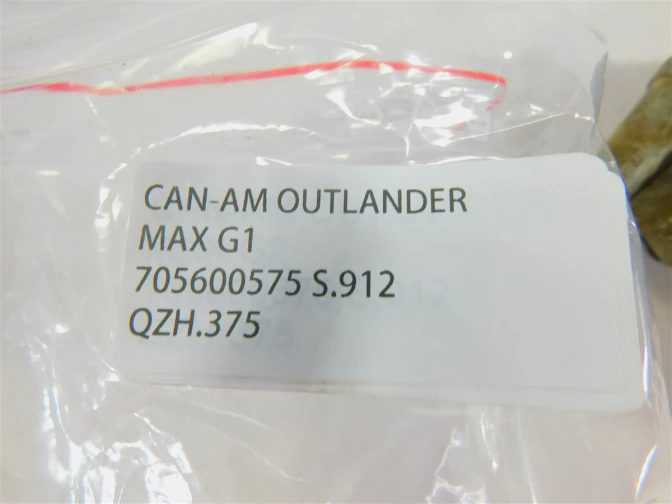 CAN-AM OUTLANDER
MAX G1
705600575 S.912
QZH.375